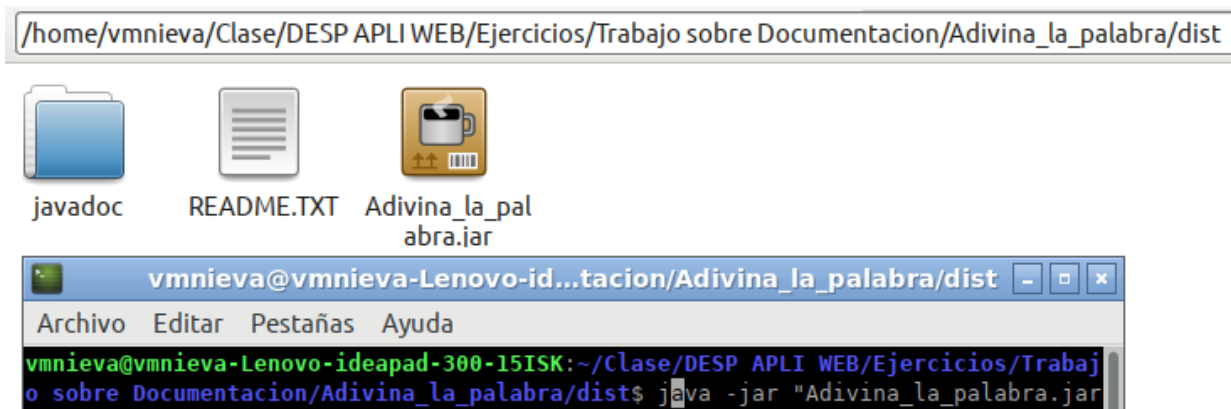 /home/vmnieva/Clase/DESP APLI WEB/Ejercicios/Trabajo sobre Documentacion/Adivina_la_palabra/dist
javadoc
README.TXT
Adivina_la_pal
abra.jar
vmnieva@vmnieva-Lenovo-id...tacion/Adivina_la_palabra/dist
Archivo Editar Pestañas Ayuda
vmnieva@vmnieva-Lenovo-ideapad-300-15ISK:~/Clase/DESP APLI WEB/Ejercicios/Trabaj
o sobre Documentacion/Adivina_la_palabra/dist$ java -jar "Adivina_la_palabra.jar